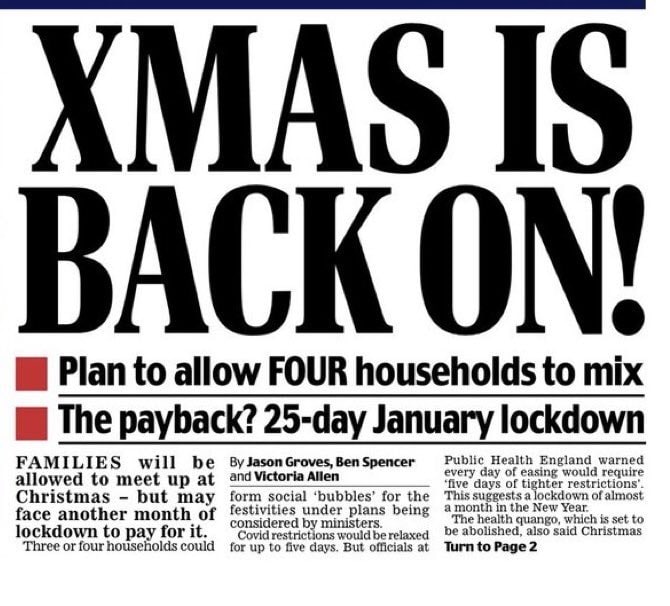 XMAS IS
BACK ON!
Plan to allow FOUR households to mix
The payback? 25-day January lockdown
FAMILIES will be
allowed to meet up at
Christmas – but may
face another month of
lockdown to pay for it.
Three or four households could
By Jason Groves, Ben Spencer
and Victoria Allen
form social ‘bubbles’ for the
festivities under plans being
considered by ministers.
Covid restrictions would be relaxed
for up to five days. But officials at
Public Health England warned
every day of easing would require
‘five days of tighter restrictions’.
This suggests a lockdown of almost
a month in the New Year.
The health quango, which is set to
be abolished, also said Christmas
Turn to Page 2